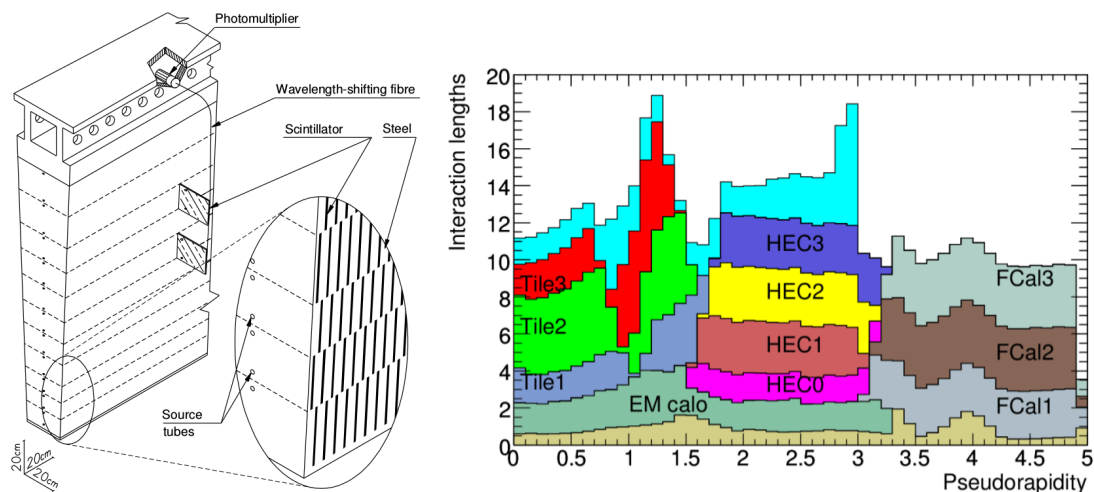 Photomultiplier
Wavelength-shifting fibre
Scintillator
Steel
Source
tubes
20cm
20cm
20cm
Interaction lengths
20
18
16
14
12
10
8
6
4
2
0
Tile3
Tile2
Tile1
EM calo
HEC3
HEC2
HEC1
HEC0
FCal3
FCal2
FCal1
0 0.5 1 1.5 2 2.5 3 3.5 4 4.5 5
Pseudorapidity